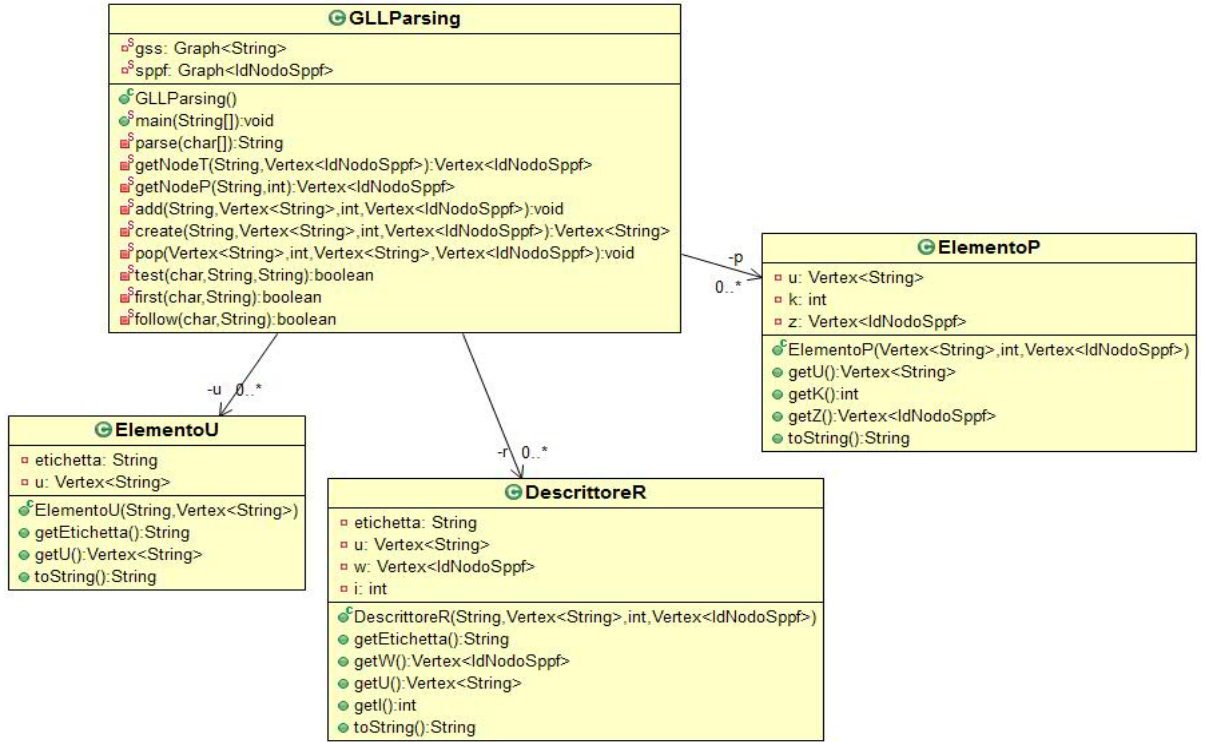 GLLParsing
gss: Graph<String>
sppf: Graph<IdNodoSppf>
GLLParsing()
main(String[]):void
parse(char[]):String
getNodeT(String,Vertex<IdNodoSppf>):Vertex<IdNodoSppf>
getNodeP(String,int):Vertex<IdNodoSppf>
add(String,Vertex<String>,int,Vertex<IdNodoSppf>):void
create(String,Vertex<String>,int,Vertex<IdNodoSppf>):Vertex<String>
pop(Vertex<String>,int,Vertex<String>,Vertex<IdNodoSppf>):void
test(char,String,String):boolean
first(char,String):boolean
follow(char,String):boolean
-p
0..*
ElementoP
u: Vertex<String>
k: int
z: Vertex<IdNodoSppf>
ElementoP(Vertex<String>,int,Vertex<IdNodoSppf>)
getU():Vertex<String>
getK():int
getZ():Vertex<IdNodoSppf>
toString():String
-u 0..*
ElementoU
etichetta: String
u: Vertex<String>
ElementoU(String,Vertex<String>)
getEtichetta():String
getU():Vertex<String>
toString():String
-r 0..*
DescrittoreR
etichetta: String
u: Vertex<String>
w: Vertex<IdNodoSppf>
i: int
DescrittoreR(String,Vertex<String>,int,Vertex<IdNodoSppf>)
getEtichetta():String
getW():Vertex<IdNodoSppf>
getU():Vertex<String>
getI():int
toString():String